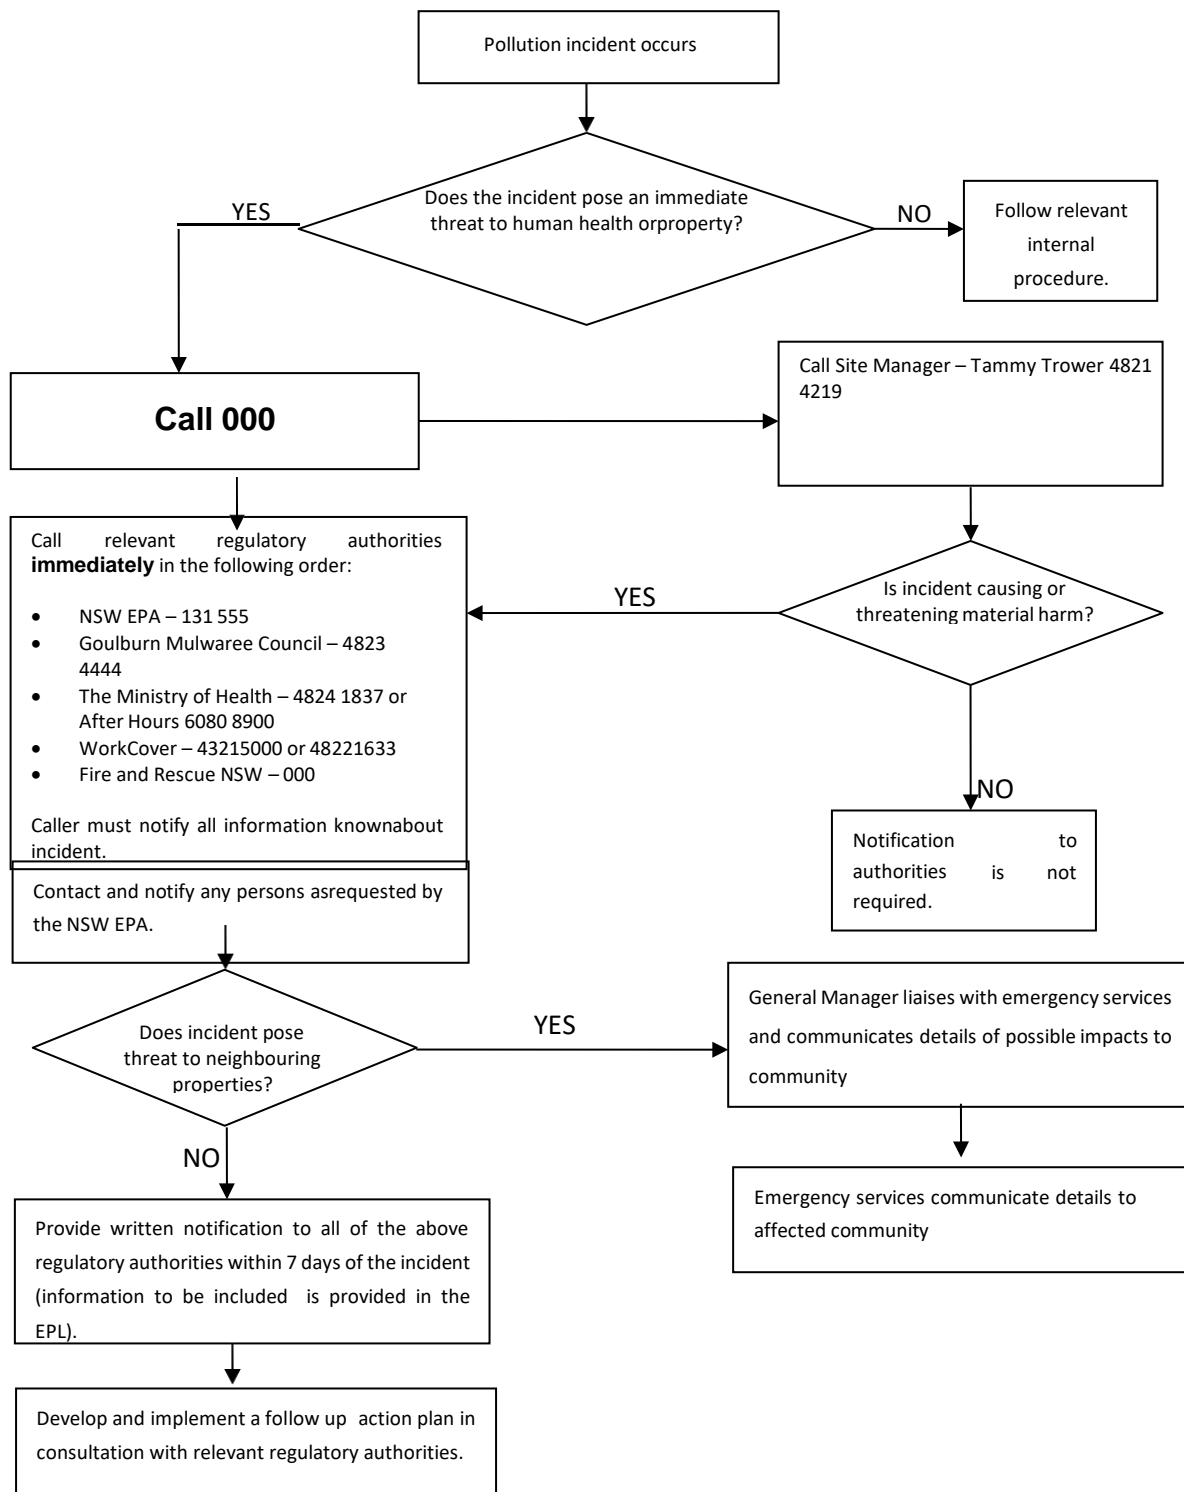 Pollution incident occurs
Does the incident pose an immediate
threat to human health orproperty?
YES
NO
Follow relevant
internal
procedure.
Call 000
Call Site Manager – Tammy Trower 4821
4219
Call relevant regulatory authorities
immediately in the following order:
• NSW EPA – 131 555
• Goulburn Mulwaree Council – 4823
4444
• The Ministry of Health – 4824 1837 or
After Hours 6080 8900
• WorkCover – 43215000 or 48221633
• Fire and Rescue NSW – 000
Caller must notify all information knownabout
incident.
YES
Is incident causing or
threatening material harm?
NO
Notification to
authorities is not
required.
Contact and notify any persons asrequested by
the NSW EPA.
Does incident pose
threat to neighbouring
properties?
YES
General Manager liaises with emergency services
and communicates details of possible impacts to
community
Emergency services communicate details to
affected community
NO
Provide written notification to all of the above
regulatory authorities within 7 days of the incident
(information to be included is provided in the
EPL).
Develop and implement a follow up action plan in
consultation with relevant regulatory authorities.